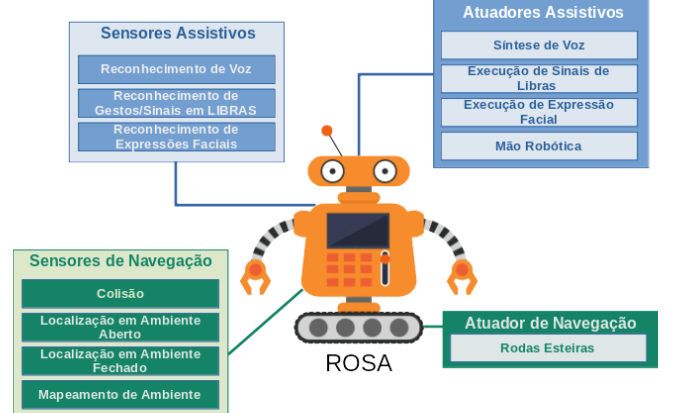 Sensores Assistivos
Reconhecimento de Voz
Reconhecimento de
Gestos/Sinais em LIBRAS
Reconhecimento de
Expressões Faciais
Atuadores Assistivos
Síntese de Voz
Execução de Sinais de
Libras
Execução de Expressão
Facial
Mão Robótica
Sensores de Navegação
Colisão
Localização em Ambiente
Aberto
Localização em Ambiente
Fechado
Mapeamento de Ambiente
Atuador de Navegação
Rodas Esteiras
ROSA